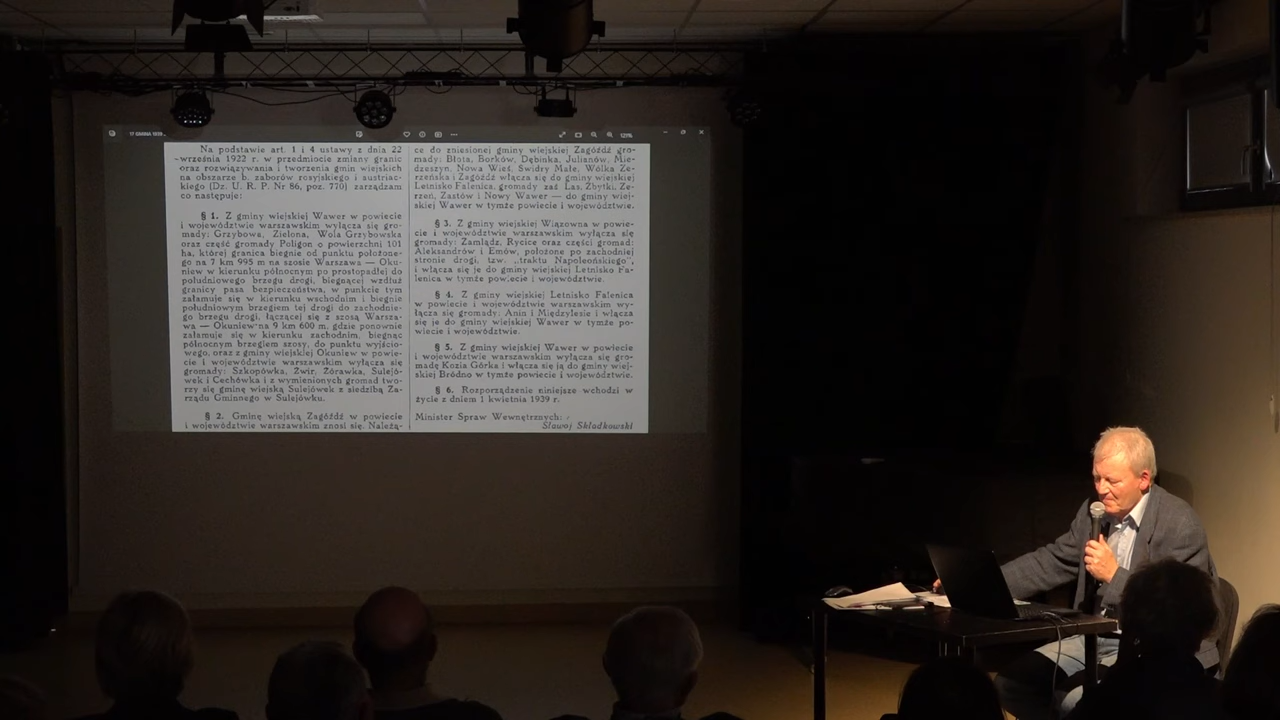 17 GRUDNIA 1938 ...
121%
Na podstawie art. 1 i 4 ustawy z dnia 22
września 1922 r. w przedmiocie zmiany granic
oraz rozwiązywania i tworzenia gmin wiejskich
na obszarze b. zaborów rosyjskiego i austriac-
kiego (Dz. U. R. P. Nr 86, poz. 770) zarządzam
co następuje:
§ 1. Z gminy wiejskiej Wawer w powiecie
i województwie warszawskim wyłącza się gro-
mady: Grzybowa, Zielona, Wola Grzybowska
oraz część gromady Poligon o powierzchni 101
ha, której granica biegnie od punktu położone-
go na 7 km 995 m na szosie Warszawa — Oku-
niew w kierunku północnym po prostopadłej do
południowego brzegu drogi, biegnącej wzdłuż
granicy pasa bezpieczeństwa, w punkcie tym
załamuje się w kierunku wschodnim i biegnie
południowym brzegiem tej drogi do zachodnie-
go brzegu drogi, łączącej się z szosą Warsza-
wa — Okuniew na 9 km 600 m, gdzie ponownie
załamuje się w kierunku zachodnim, biegnąc
północnym brzegiem szosy, do punktu wyjścio-
wego, oraz z gminy wiejskiej Okuniew w powie-
cie i województwie warszawskim wyłącza się
gromady: Szkopówka, Żwir, Żórawka, Sulejó-
wek i Cechówka i z wymienionych gromad two-
rzy się gminę wiejską Sulejówek z siedzibą Za-
rządu Gminnego w Sulejówku.
§ 2. Gminę wiejską Zagóźdź w powiecie
i województwie warszawskim znosi się. Należą-
ce do zniesionej gminy wiejskiej Zagóźdź gro-
mady: Błota, Borków, Dębinka, Julianów, Mie-
dzeszyn, Nowa Wieś, Świdry Małe, Wólka Ze-
rzeńska i Zagóźdź włącza się do gminy wiejskiej
Letnisko Falenica, gromady zaś Las, Zbytki, Ze-
rzeń, Zastów i Nowy Wawer — do gminy wiej-
skiej Wawer w tymże powiecie i województwie.
§ 3. Z gminy wiejskiej Wiązowna w powie-
cie i województwie warszawskim wyłącza się
gromady: Zamlądz, Rycice oraz części gromad:
Aleksandrów i Emów, położone po zachodniej
stronie drogi, tzw. „traktu Napoleońskiego",
i włącza się je do gminy wiejskiej Letnisko Fa-
lenica w tymże powiecie i województwie.
§ 4. Z gminy wiejskiej Letnisko Falenica
w powiecie i województwie warszawskim wy-
łącza się gromady: Anin i Międzylesie i włącza
się je do gminy wiejskiej Wawer w tymże po-
wiecie i województwie.
§ 5. Z gminy wiejskiej Wawer w powiecie
i województwie warszawskim wyłącza się gro-
madę Kozia Górka i włącza się ją do gminy wiej-
skiej Bródno w tymże powiecie i województwie.
§ 6. Rozporządzenie niniejsze wchodzi w
życie z dniem 1 kwietnia 1939 r.
Minister Spraw Wewnętrznych:
Sławoj Składkowski